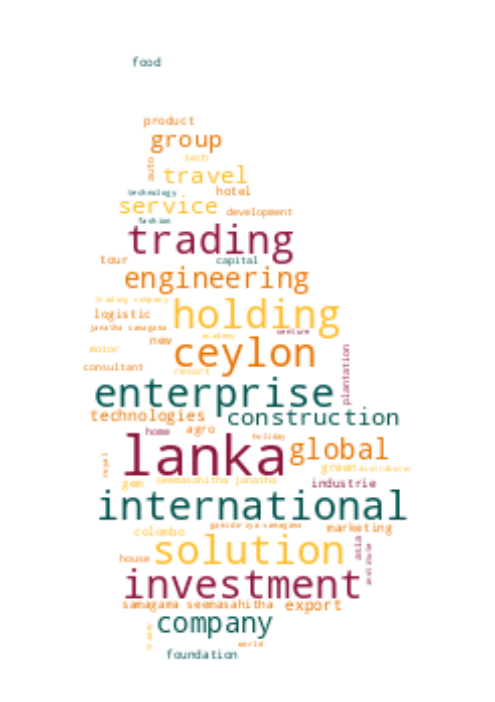 food
product
group
tech
auto
travel
technology
hotel
service
development
fashion
trading
tour
capital
engineering
trading company
holding
logistic
janatha samagama
venture
academy
new
ceylon
motor
plantation
consultant
resort
enterprise
technologies
construction
agro
home
holiday
lanka
global
royal
green
distributor
gem
seemasahitha janatha
industrie
international
gamidiriya samagama
marketing
colombo
asia
solution
institute
house
investment
samagama seemasahitha
export
company
trader
world
foundation